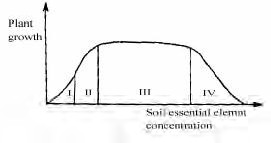 Plant
growth
I II III IV
Soil essential elemnt
concentration